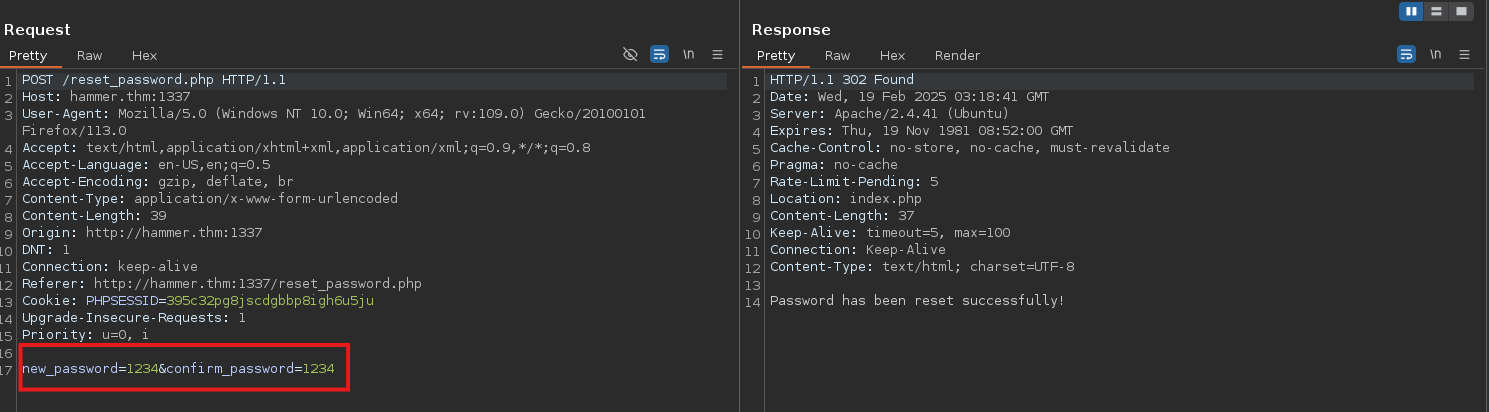 Request
Pretty Raw Hex
\n
1 POST /reset_password.php HTTP/1.1
2 Host: hammer.thm:1337
3 User-Agent: Mozilla/5.0 (Windows NT 10.0; Win64; x64; rv:109.0) Gecko/20100101
Firefox/113.0
4 Accept: text/html,application/xhtml+xml,application/xml;q=0.9,*/*;q=0.8
5 Accept-Language: en-US,en;q=0.5
6 Accept-Encoding: gzip, deflate, br
7 Content-Type: application/x-www-form-urlencoded
8 Content-Length: 39
9 Origin: http://hammer.thm:1337
10 DNT: 1
11 Connection: keep-alive
12 Referer: http://hammer.thm:1337/reset_password.php
13 Cookie: PHPSESSID=395c32pg8jscdgbbp8igh6u5ju
14 Upgrade-Insecure-Requests: 1
15 Priority: u=0, i
16
17 new_password=1234&confirm_password=1234
Response
Pretty Raw Hex Render
\n
1 HTTP/1.1 302 Found
2 Date: Wed, 19 Feb 2025 03:18:41 GMT
3 Server: Apache/2.4.41 (Ubuntu)
4 Expires: Thu, 19 Nov 1981 08:52:00 GMT
5 Cache-Control: no-store, no-cache, must-revalidate
6 Pragma: no-cache
7 Rate-Limit-Pending: 5
8 Location: index.php
9 Content-Length: 37
10 Keep-Alive: timeout=5, max=100
11 Connection: Keep-Alive
12 Content-Type: text/html; charset=UTF-8
13
14 Password has been reset successfully!